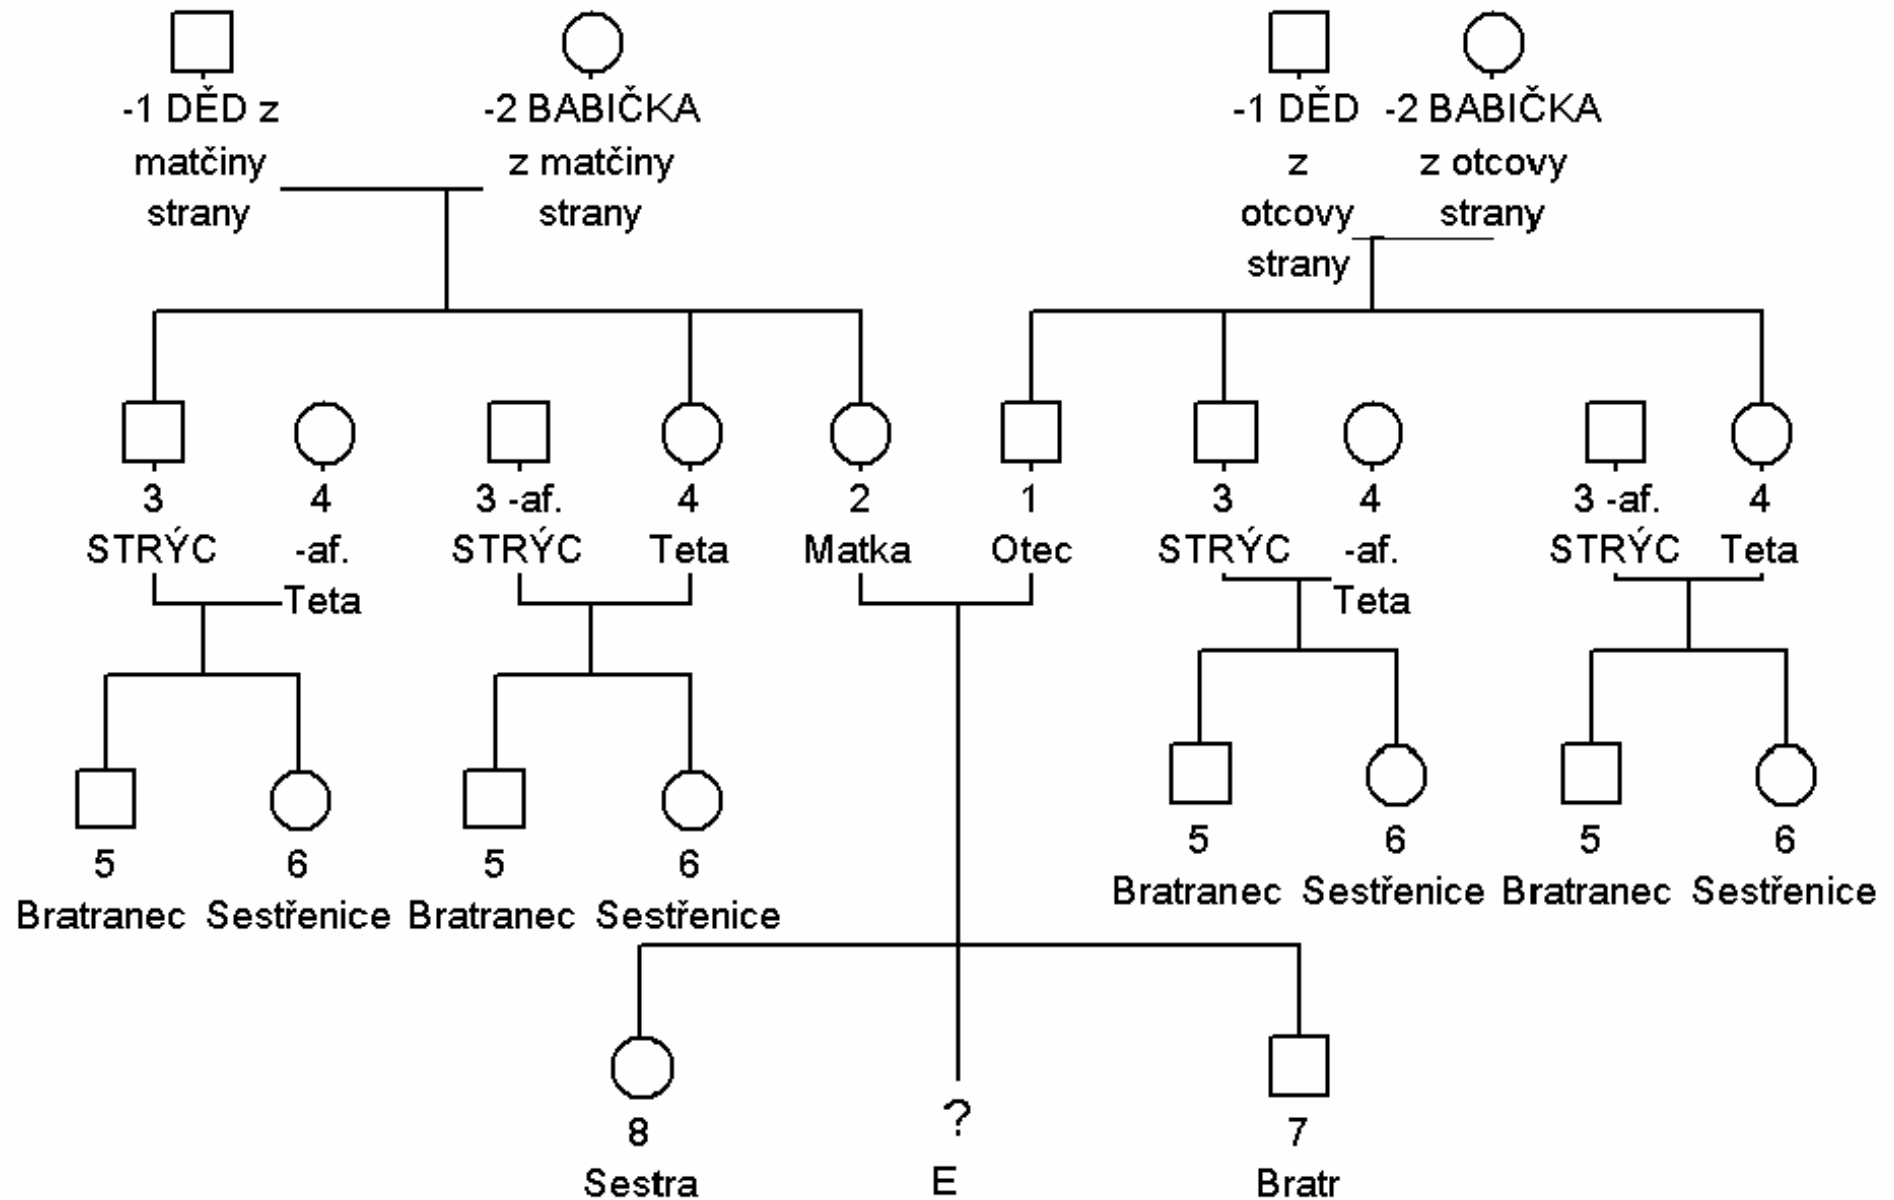 -1 DĚD z
matčiny
strany
-2 BABIČKA
z matčiny
strany
-1 DĚD
z
otcovy
strany
-2 BABIČKA
z otcovy
strany
3
STRÝC
4
-af.
Teta
3 -af.
STRÝC
4
Teta
2
Matka
1
Otec
3
STRÝC
4
-af.
Teta
3 -af.
STRÝC
4
Teta
5
Bratranec
6
Sestřenice
5
Bratranec
6
Sestřenice
5
Bratranec
6
Sestřenice
5
Bratranec
6
Sestřenice
8
Sestra
?
E
7
Bratr